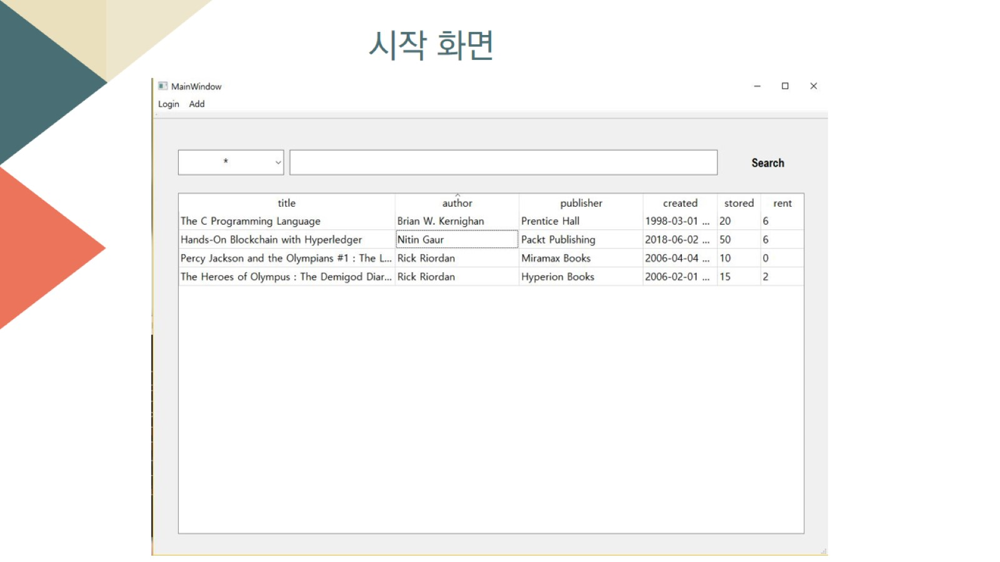 시작 화면
MainWindow
Login Add
*
Search
title author publisher created stored rent
The C Programming Language Brian W. Kernighan Prentice Hall 1998-03-01 ... 20 6
Hands-On Blockchain with Hyperledger Nitin Gaur Packt Publishing 2018-06-02 ... 50 6
Percy Jackson and the Olympians #1 : The L... Rick Riordan Miramax Books 2006-04-04 ... 10 0
The Heroes of Olympus : The Demigod Diar... Rick Riordan Hyperion Books 2006-02-01 ... 15 2